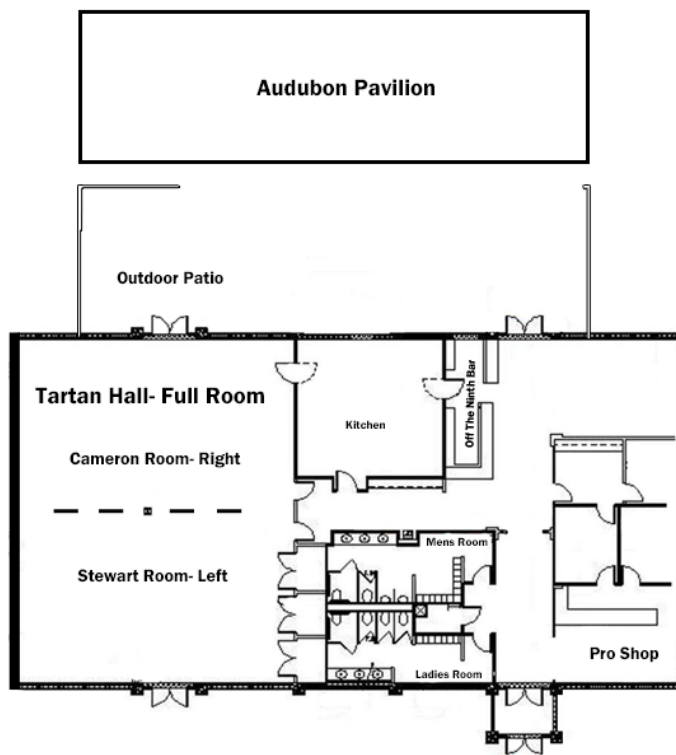 Audubon Pavilion
Outdoor Patio
Tartan Hall- Full Room
Off The Ninth Bar
Kitchen
Cameron Room- Right
Mens Room
Stewart Room- Left
Pro Shop
Ladies Room